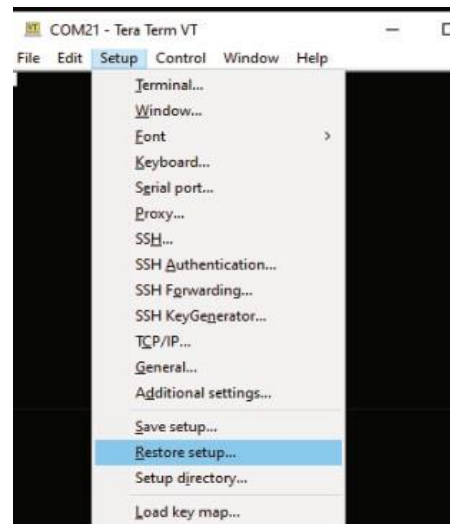 COM21 - Tera Term VT
File Edit Setup Control Window Help
Terminal...
Window...
Font >
Keyboard...
Serial port...
Proxy...
SSH...
SSH Authentication...
SSH Forwarding...
SSH KeyGenerator...
TCP/IP...
General...
Additional settings...
Save setup...
Restore setup...
Setup directory...
Load key map...